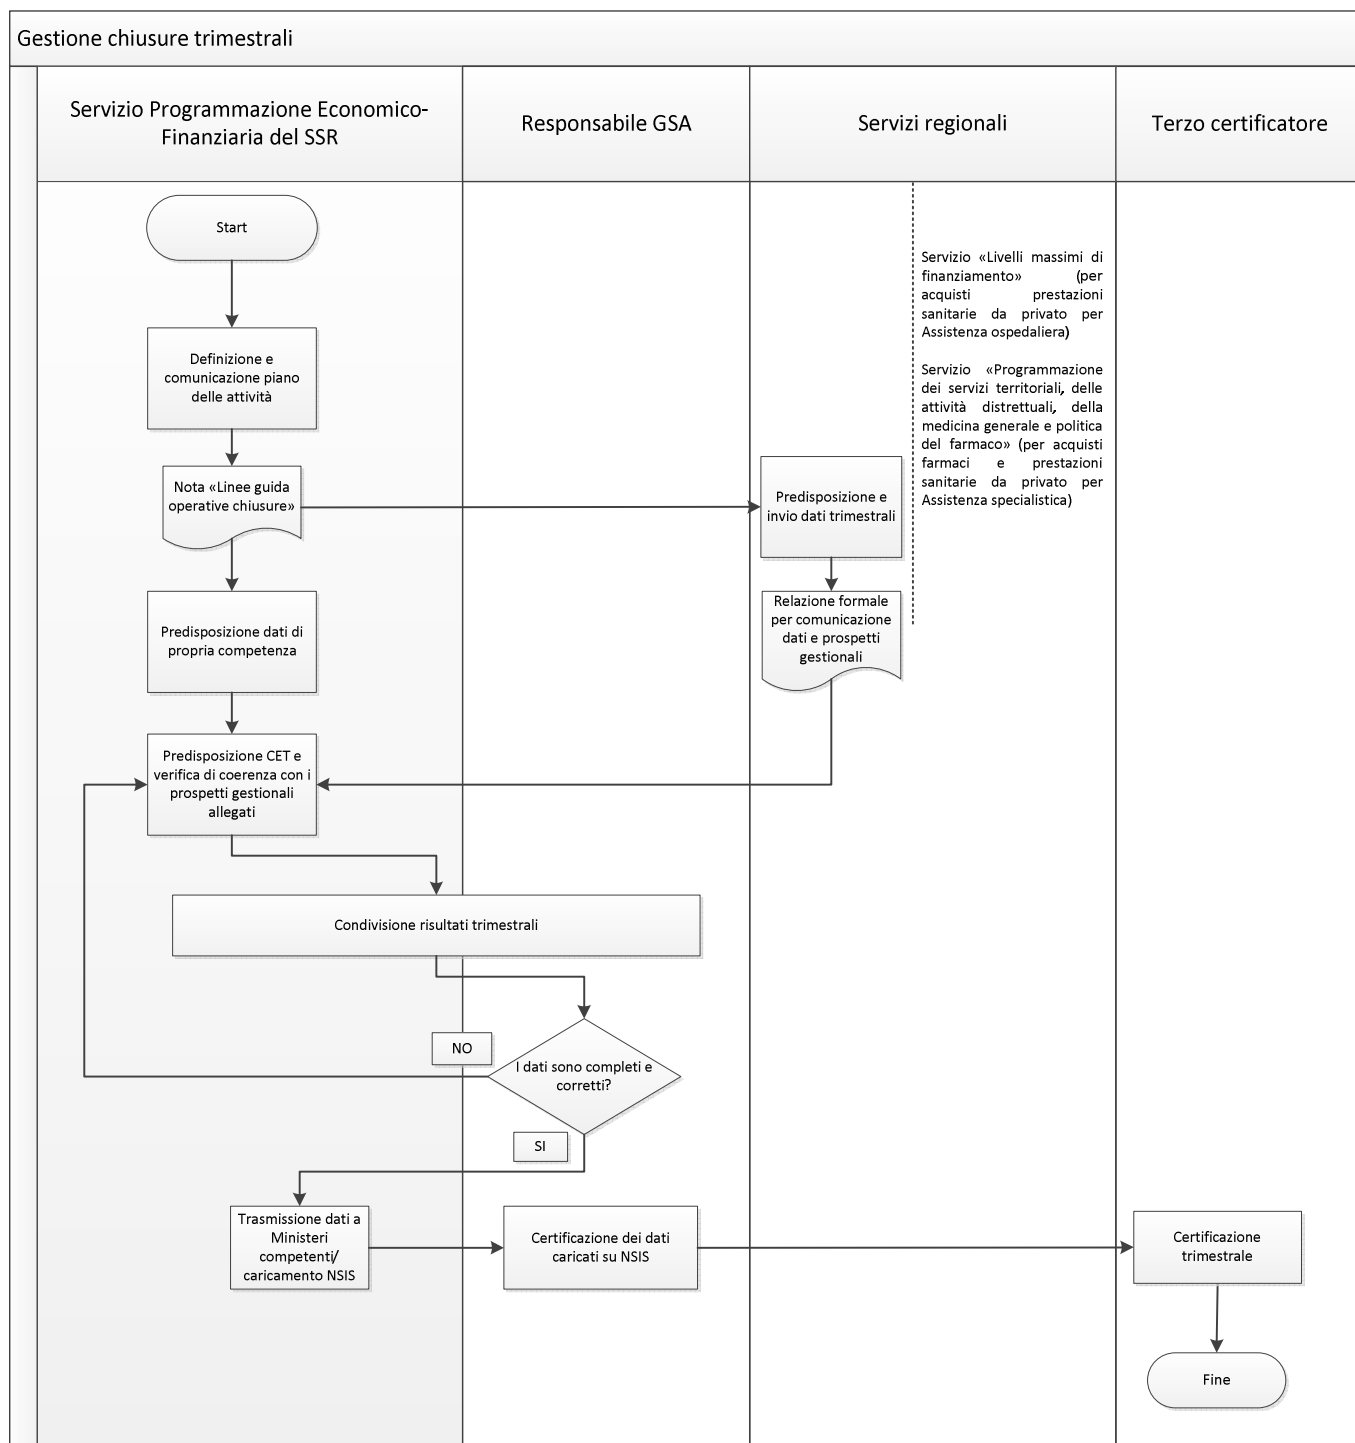 Gestione chiusure trimestrali
Servizio Programmazione Economico-
Finanziaria del SSR
Responsabile GSA
Servizi regionali
Terzo certificatore
Start
Servizio «Livelli massimi di
finanziamento» (per
acquisti prestazioni
sanitarie da privato per
Assistenza ospedaliera)
Definizione e
comunicazione piano
delle attività
Servizio «Programmazione
dei servizi territoriali, delle
attività distrettuali, della
medicina generale e politica
del farmaco» (per acquisti
farmaci e prestazioni
sanitarie da privato per
Assistenza specialistica)
Nota «Linee guida
operative chiusure»
Predisposizione e
invio dati trimestrali
Predisposizione dati di
propria competenza
Relazione formale
per comunicazione
dati e prospetti
gestionali
Predisposizione CET e
verifica di coerenza con i
prospetti gestionali
allegati
Condivisione risultati trimestrali
NO
I dati sono completi e
corretti?
SI
Trasmissione dati a
Ministeri
competenti/
caricamento NSIS
Certificazione dei dati
caricati su NSIS
Certificazione
trimestrale
Fine